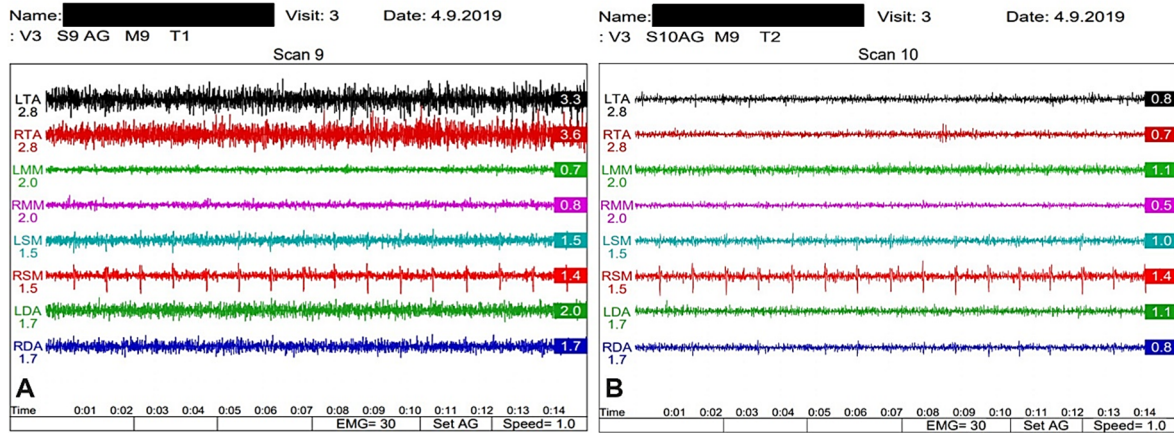 Name: Visit: 3 Date: 4.9.2019
: V3 S9 AG M9 T1
Scan 9
LTA 3.3
2.8
RTA 3.6
2.8
LMM 0.7
2.0
RMM 0.8
2.0
LSM 1.5
1.5
RSM 1.4
1.5
LDA 2.0
1.7
RDA 1.7
1.7
A
Time 0:01 0:02 0:03 0:04 0:05 0:06 0:07 0:08 0:09 0:10 0:11 0:12 0:13 0:14
EMG= 30 Set AG Speed= 1.0
Name: Visit: 3 Date: 4.9.2019
: V3 S10AG M9 T2
Scan 10
LTA 0.8
2.8
RTA 0.7
2.8
LMM 1.1
2.0
RMM 0.5
2.0
LSM 1.0
1.5
RSM 1.4
1.5
LDA 1.1
1.7
RDA 0.8
1.7
B
Time 0:01 0:02 0:03 0:04 0:05 0:06 0:07 0:08 0:09 0:10 0:11 0:12 0:13 0:14
EMG= 30 Set AG Speed= 1.0